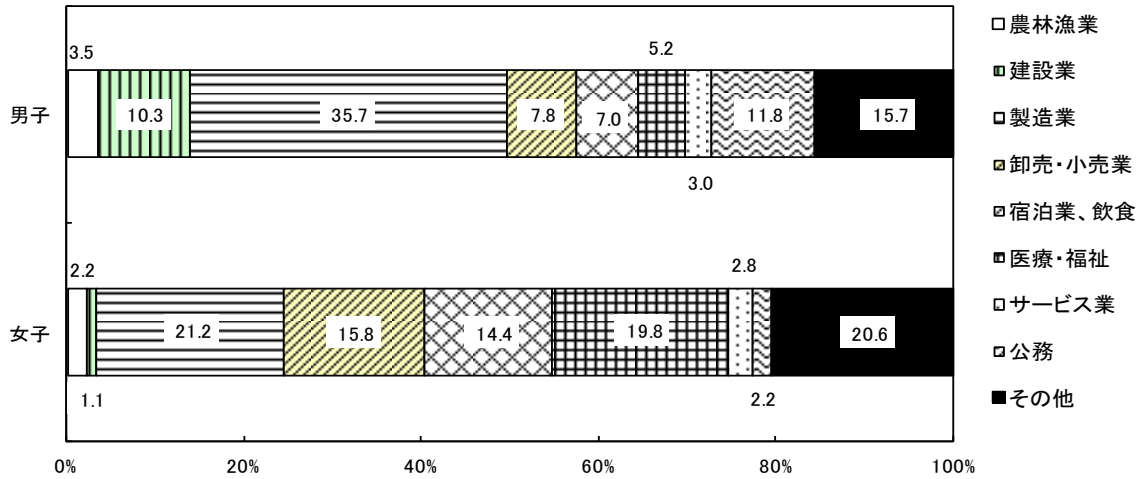 3.5
5.2
男子
10.3
35.7
7.8
7.0
11.8
15.7
3.0
2.2
2.8
女子
21.2
15.8
14.4
19.8
20.6
1.1
2.2
0%
20%
40%
60%
80%
100%
農林漁業
建設業
製造業
卸売・小売業
宿泊業、飲食
医療・福祉
サービス業
公務
その他